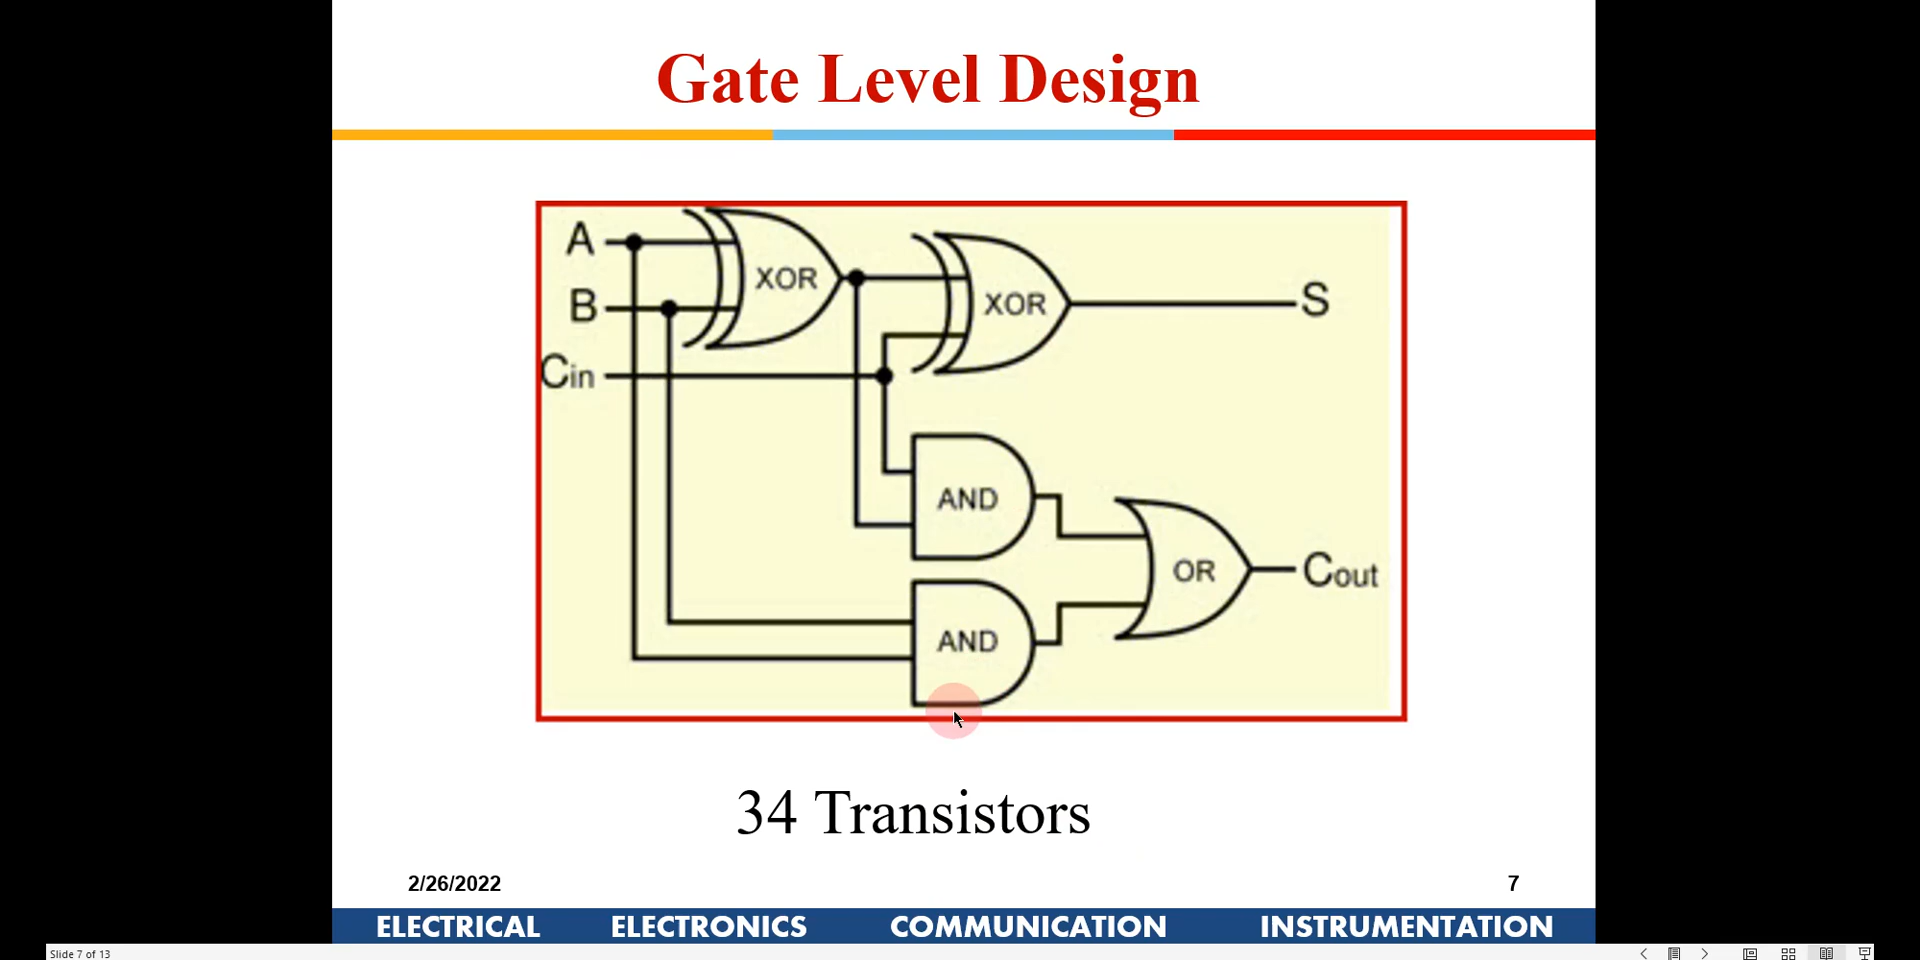 Gate Level Design
A
XOR
B
XOR
S
Cin
AND
OR
Cout
AND
34 Transistors
2/26/2022
7
ELECTRICAL ELECTRONICS COMMUNICATION INSTRUMENTATION
Slide 7 of 13